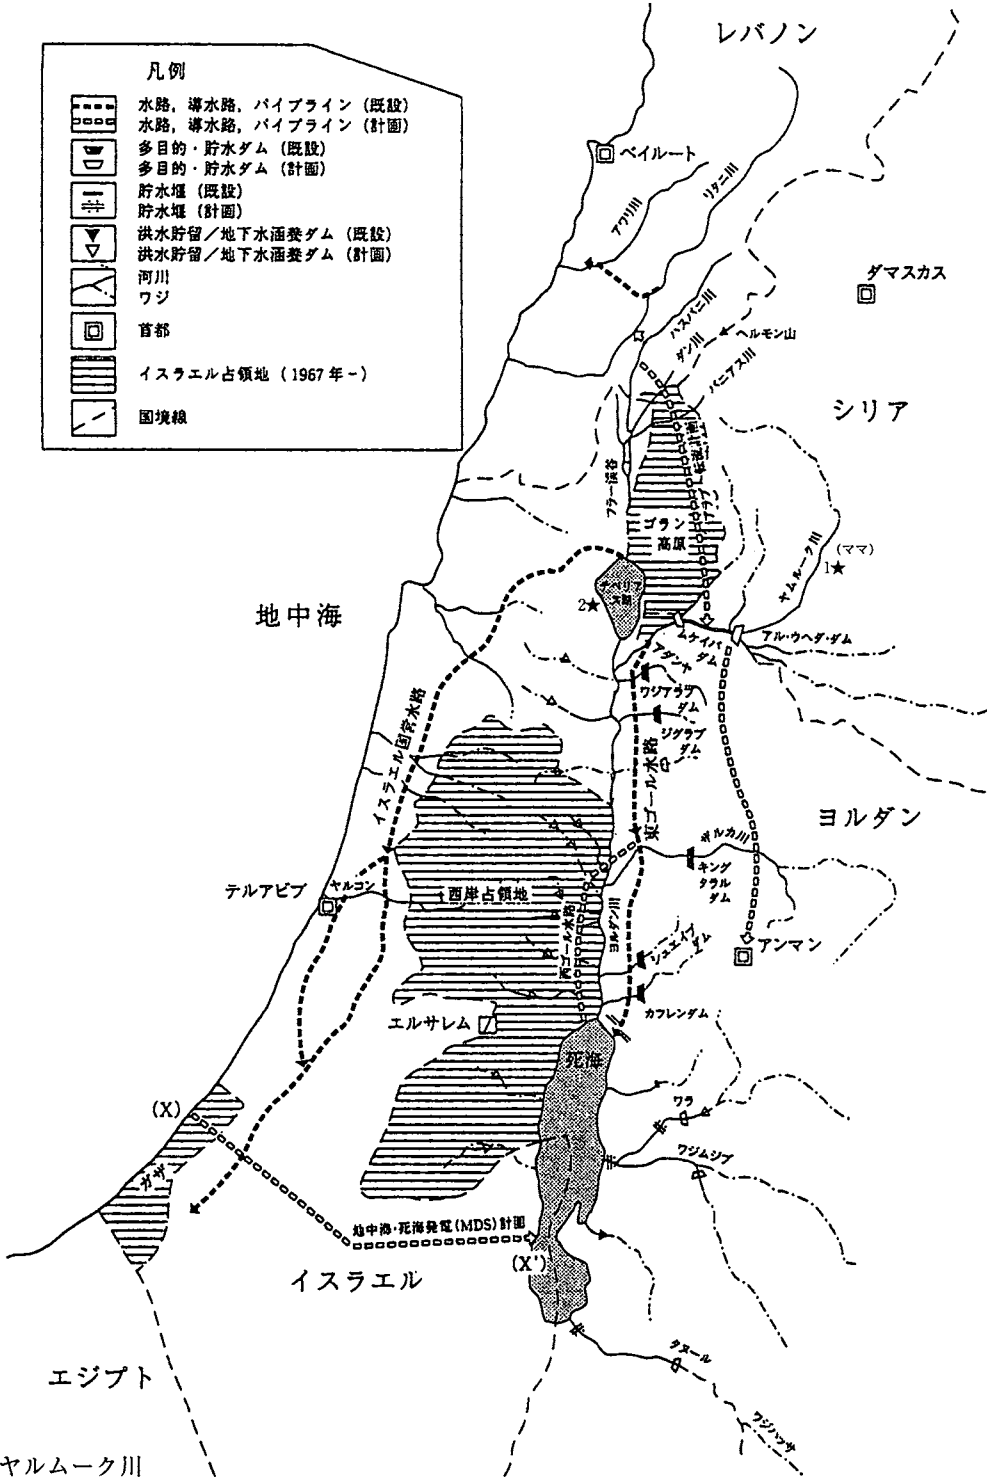 レバノン
凡例
水路，導水路，パイプライン（既設）
水路，導水路，パイプライン（計画）
多目的・貯水ダム（既設）
多目的・貯水ダム（計画）
貯水堰（既設）
貯水堰（計画）
洪水貯留／地下水涵養ダム（既設）
洪水貯留／地下水涵養ダム（計画）
河川
ワジ
首都
イスラエル占領地（1967年－）
国境線
ベイルート
アワリ川
リタニ川
ダマスカス
ハスバニ川
ダン川
ヘルモン山
バニアス川
シリア
フラー渓谷
ゴラン
高原
ヤムルーク川
（ママ）
1★
地中海
2★
チベリア
ス湖
ムケイバ
ダム
アル・ウヘダ・ダム
アダシヤ
ワジアラブ
ダム
ジグラブ
ダム
イスラエル国営水路
東ゴール水路
ヨルダン
テルアビブ
ヤルコン
西岸占領地
キング
タラル
ダム
西ゴール水路
ヨルダン川
シュエイブ
ダム
アンマン
エルサレム
カフレンダム
死海
(X)
ワラ
ワジムジブ
ガザ
地中海・死海発電(MDS)計画
(X')
イスラエル
エジプト
タヌール
ワジハッサ
ヤルムーク川